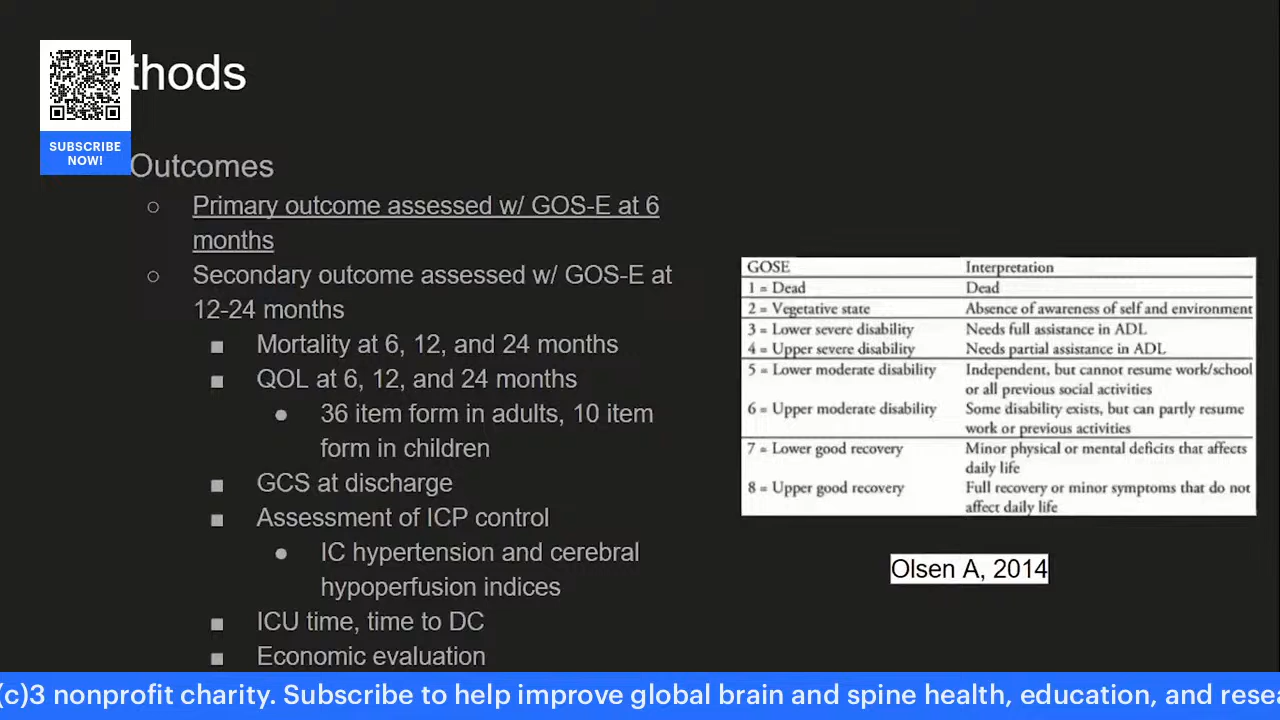 thods
SUBSCRIBE
NOW!
Outcomes
○ Primary outcome assessed w/ GOS-E at 6
months
○ Secondary outcome assessed w/ GOS-E at
12-24 months
■ Mortality at 6, 12, and 24 months
■ QOL at 6, 12, and 24 months
● 36 item form in adults, 10 item
form in children
■ GCS at discharge
■ Assessment of ICP control
● IC hypertension and cerebral
hypoperfusion indices
■ ICU time, time to DC
■ Economic evaluation
GOSE Interpretation
1 = Dead Dead
2 = Vegetative state Absence of awareness of self and environment
3 = Lower severe disability Needs full assistance in ADL
4 = Upper severe disability Needs partial assistance in ADL
5 = Lower moderate disability Independent, but cannot resume work/school
or all previous social activities
6 = Upper moderate disability Some disability exists, but can partly resume
work or previous activities
7 = Lower good recovery Minor physical or mental deficits that affects
daily life
8 = Upper good recovery Full recovery or minor symptoms that do not
affect daily life
Olsen A, 2014
(c)3 nonprofit charity. Subscribe to help improve global brain and spine health, education, and resea